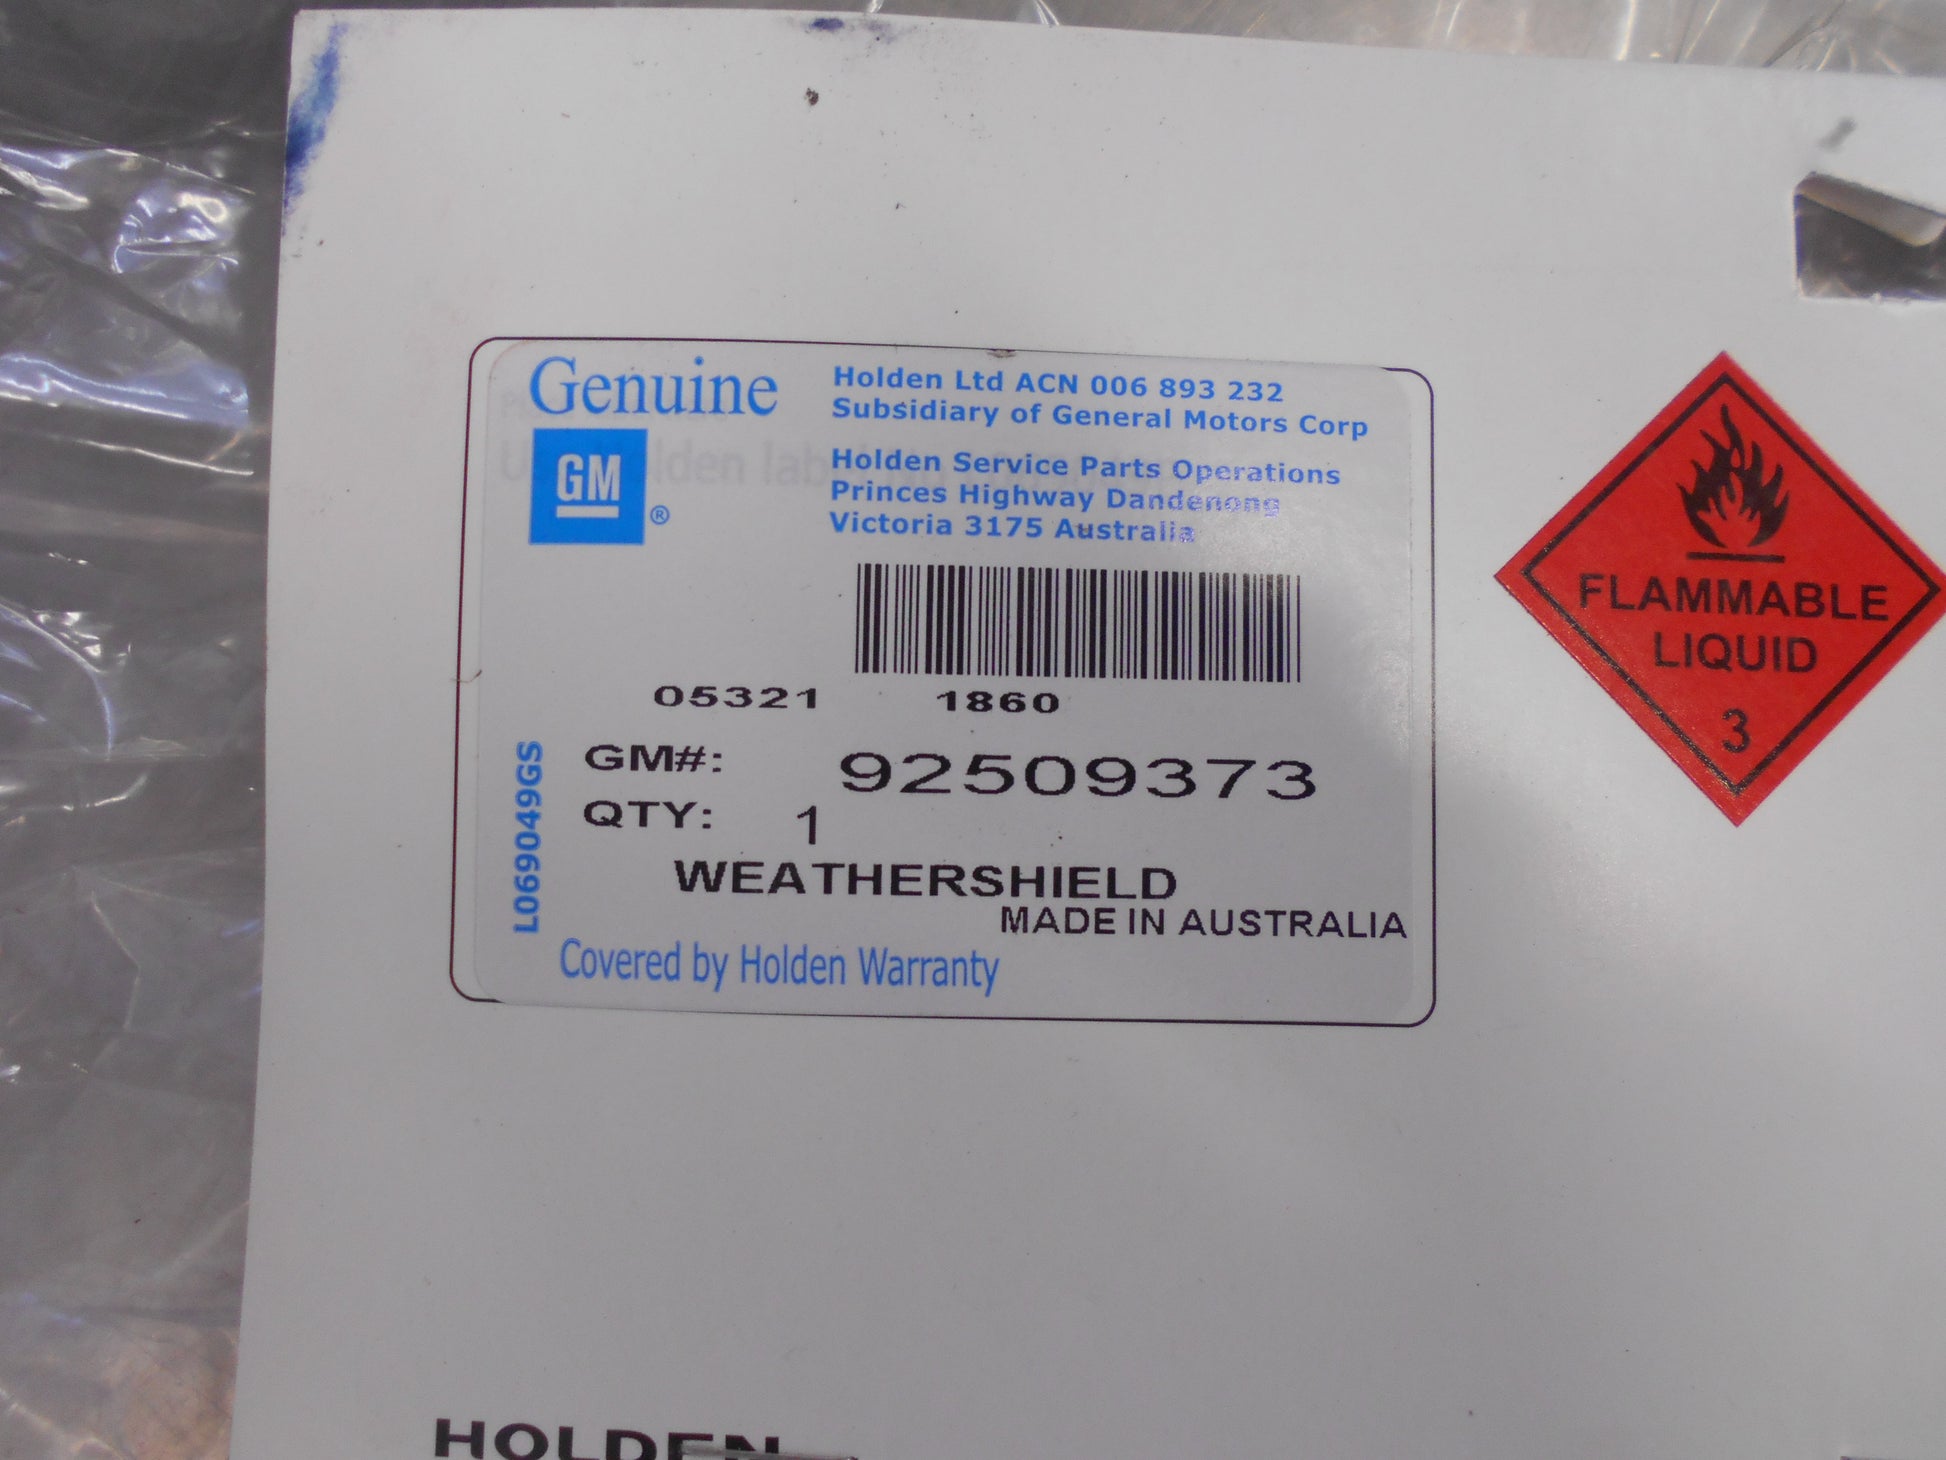 Genuine
GM
®
Holden Ltd ACN 006 893 232
Subsidiary of General Motors Corp
Holden Service Parts Operations
Princes Highway Dandenong
Victoria 3175 Australia
05321 1860
GM#: 92509373
QTY: 1
WEATHERSHIELD
MADE IN AUSTRALIA
L069049GS
Covered by Holden Warranty
FLAMMABLE
LIQUID
3
HOLDEN